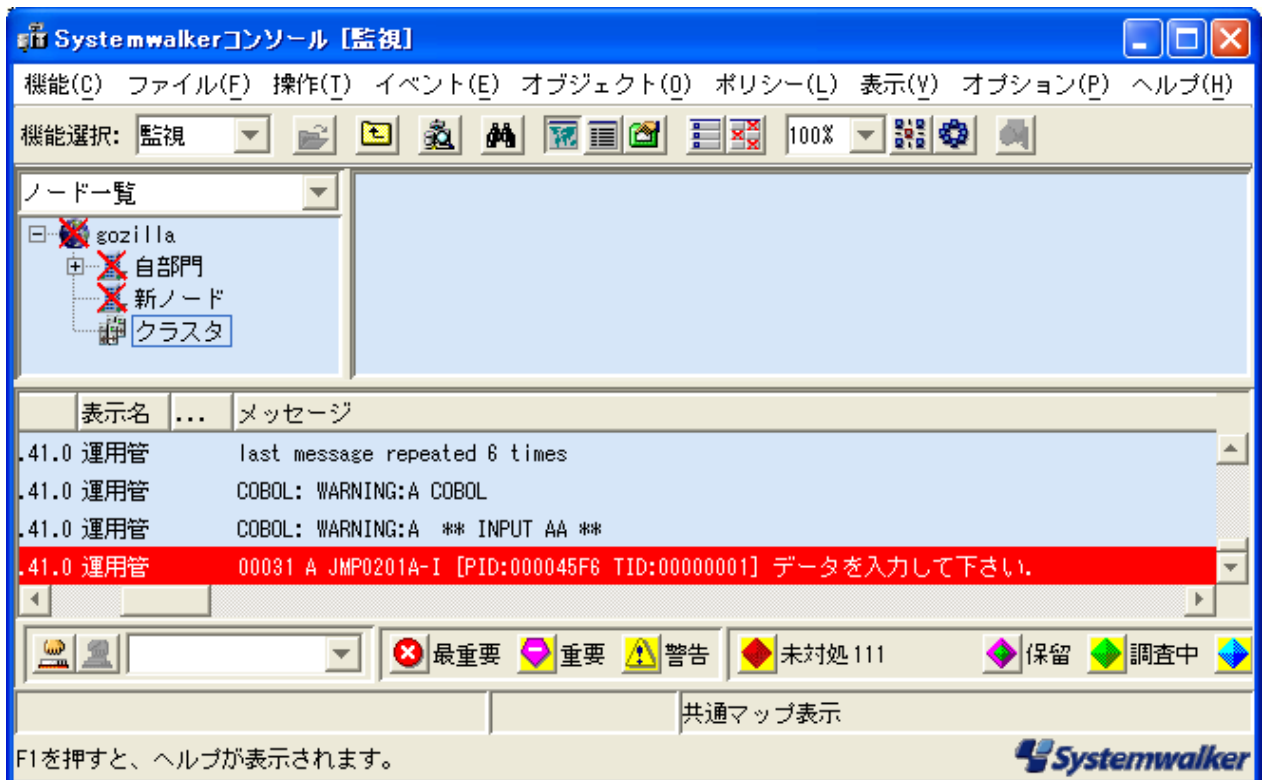 Systemwalkerコンソール [監視]
機能(C) ファイル(F) 操作(T) イベント(E) オブジェクト(O) ポリシー(L) 表示(V) オプション(P) ヘルプ(H)
機能選択: 監視 100%
ノード一覧
gozilla
自部門
新ノード
クラスタ
表示名 ... メッセージ
.41.0 運用管 last message repeated 6 times
.41.0 運用管 COBOL: WARNING:A COBOL
.41.0 運用管 COBOL: WARNING:A ** INPUT AA **
.41.0 運用管 00031 A JMP0201A-I [PID:000045F6 TID:00000001] データを入力して下さい.
最重要 重要 警告 未対処111 保留 調査中
共通マップ表示
F1を押すと、ヘルプが表示されます。
Systemwalker